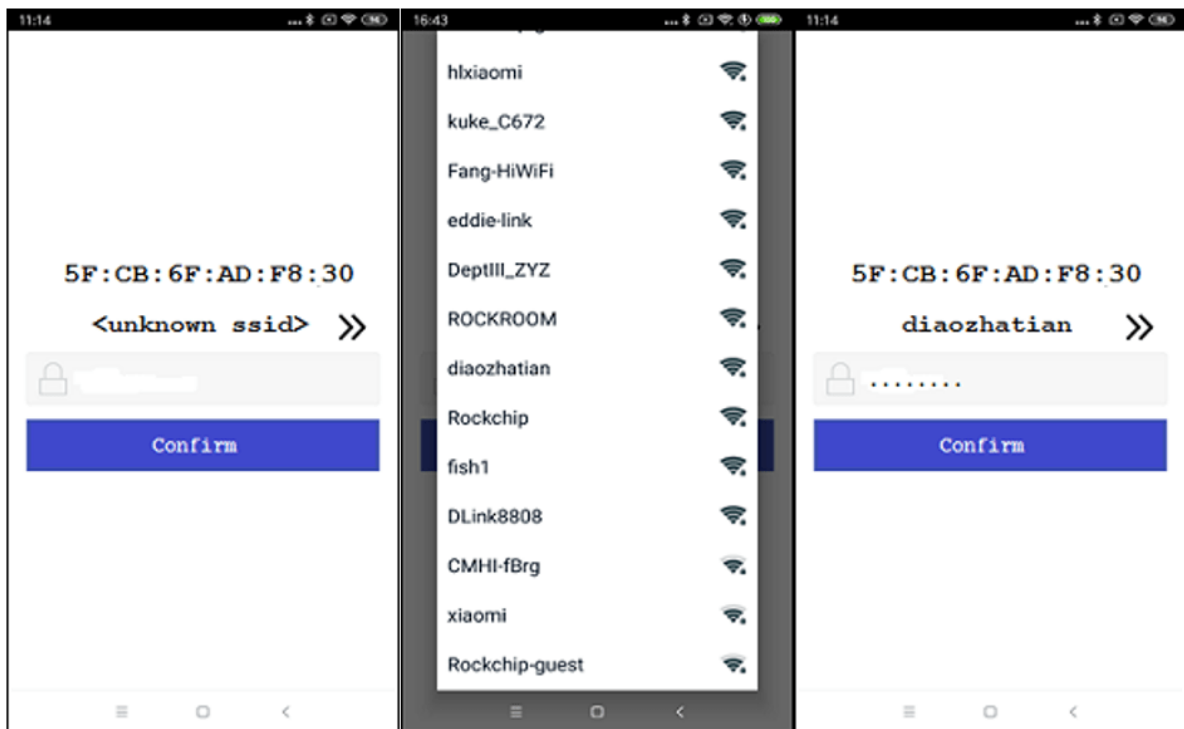 11:14
5F:CB:6F:AD:F8:30
<unknown ssid>
Confirm
16:43
hlxiaomi
kuke_C672
Fang-HiWiFi
eddie-link
DeptIII_ZYZ
ROCKROOM
diaozhatian
Rockchip
fish1
DLink8808
CMHI-fBrg
xiaomi
Rockchip-guest
11:14
5F:CB:6F:AD:F8:30
diaozhatian
........
Confirm